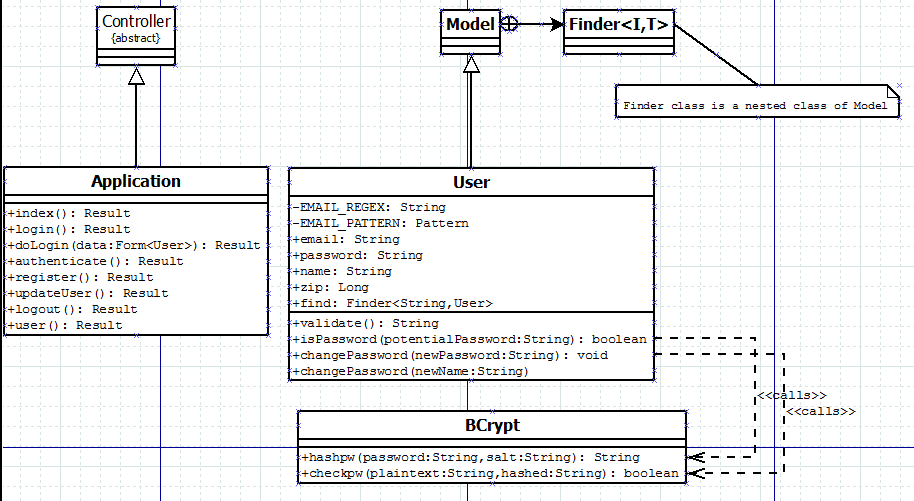 Controller
{abstract}
Model
Finder<I,T>
Finder class is a nested class of Model
Application
+index(): Result
+login(): Result
+doLogin(data:Form<User>): Result
+authenticate(): Result
+register(): Result
+updateUser(): Result
+logout(): Result
+user(): Result
User
-EMAIL_REGEX: String
-EMAIL_PATTERN: Pattern
+email: String
+password: String
+name: String
+zip: Long
+find: Finder<String,User>
+validate(): String
+isPassword(potentialPassword:String): boolean
+changePassword(newPassword:String): void
+changePassword(newName:String)
<<calls>>
<<calls>>
BCrypt
+hashpw(password:String,salt:String): String
+checkpw(plaintext:String,hashed:String): boolean